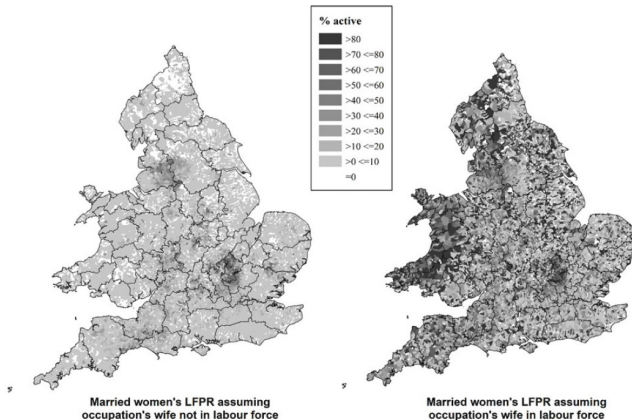 % active
>80
>70 <=80
>60 <=70
>50 <=60
>40 <=50
>30 <=40
>20 <=30
>10 <=20
>0 <=10
=0
Married women's LFPR assuming
occupation's wife not in labour force
Married women's LFPR assuming
occupation's wife in labour force